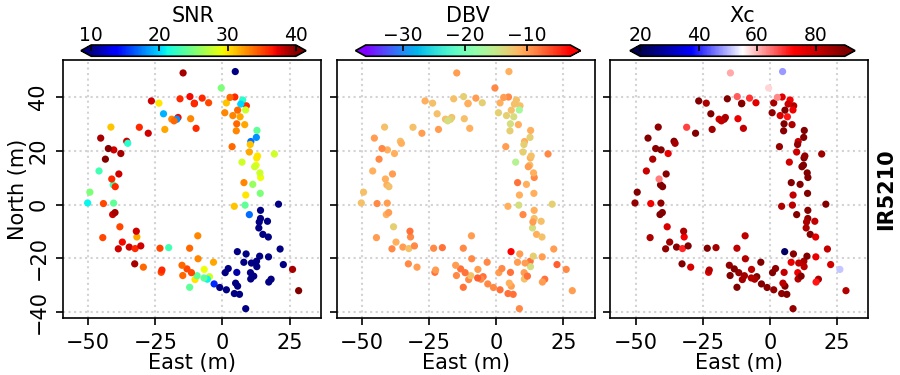 SNR DBV Xc
10 20 30 40 −30 −20 −10 20 40 60 80
40
20
0
−20
−40
North (m)
−50 −25 0 25 −50 −25 0 25 −50 −25 0 25
East (m) East (m) East (m)
IR5210